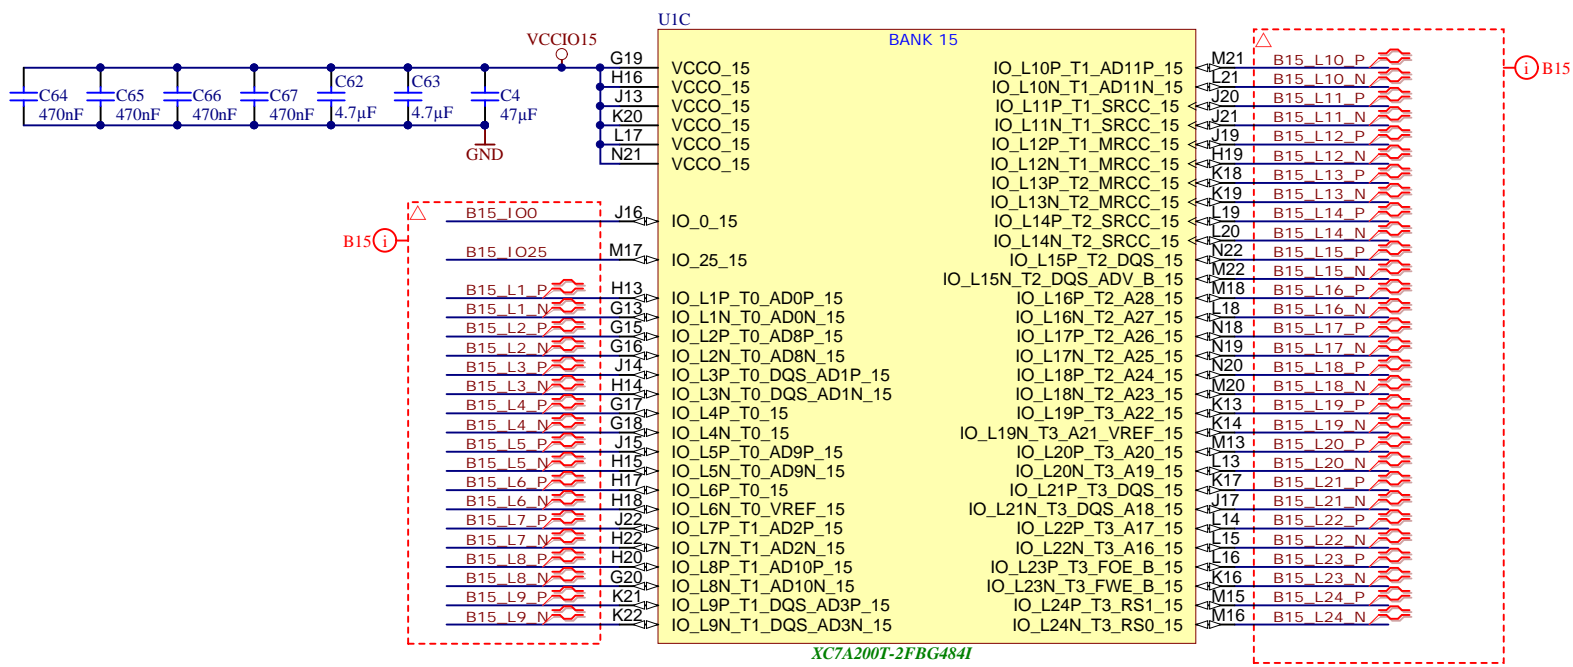 U1C
BANK 15
VCCIO15
C64 470nF
C65 470nF
C66 470nF
C67 470nF
C62 4.7µF
C63 4.7µF
C4 47µF
GND
G19 VCCO_15
H16 VCCO_15
J13 VCCO_15
K20 VCCO_15
L17 VCCO_15
N21 VCCO_15
B15 i
B15_IO0 J16 IO_0_15
B15_IO25 M17 IO_25_15
B15_L1_P H13 IO_L1P_T0_AD0P_15
B15_L1_N G13 IO_L1N_T0_AD0N_15
B15_L2_P G15 IO_L2P_T0_AD8P_15
B15_L2_N G16 IO_L2N_T0_AD8N_15
B15_L3_P J14 IO_L3P_T0_DQS_AD1P_15
B15_L3_N H14 IO_L3N_T0_DQS_AD1N_15
B15_L4_P G17 IO_L4P_T0_15
B15_L4_N G18 IO_L4N_T0_15
B15_L5_P J15 IO_L5P_T0_AD9P_15
B15_L5_N H15 IO_L5N_T0_AD9N_15
B15_L6_P H17 IO_L6P_T0_15
B15_L6_N H18 IO_L6N_T0_VREF_15
B15_L7_P J22 IO_L7P_T1_AD2P_15
B15_L7_N H22 IO_L7N_T1_AD2N_15
B15_L8_P H20 IO_L8P_T1_AD10P_15
B15_L8_N G20 IO_L8N_T1_AD10N_15
B15_L9_P K21 IO_L9P_T1_DQS_AD3P_15
B15_L9_N K22 IO_L9N_T1_DQS_AD3N_15
IO_L10P_T1_AD11P_15 M21 B15_L10_P
IO_L10N_T1_AD11N_15 L21 B15_L10_N
IO_L11P_T1_SRCC_15 J20 B15_L11_P
IO_L11N_T1_SRCC_15 J21 B15_L11_N
IO_L12P_T1_MRCC_15 J19 B15_L12_P
IO_L12N_T1_MRCC_15 H19 B15_L12_N
IO_L13P_T2_MRCC_15 K18 B15_L13_P
IO_L13N_T2_MRCC_15 K19 B15_L13_N
IO_L14P_T2_SRCC_15 L19 B15_L14_P
IO_L14N_T2_SRCC_15 L20 B15_L14_N
IO_L15P_T2_DQS_15 N22 B15_L15_P
IO_L15N_T2_DQS_ADV_B_15 M22 B15_L15_N
IO_L16P_T2_A28_15 M18 B15_L16_P
IO_L16N_T2_A27_15 L18 B15_L16_N
IO_L17P_T2_A26_15 N18 B15_L17_P
IO_L17N_T2_A25_15 N19 B15_L17_N
IO_L18P_T2_A24_15 N20 B15_L18_P
IO_L18N_T2_A23_15 M20 B15_L18_N
IO_L19P_T3_A22_15 K13 B15_L19_P
IO_L19N_T3_A21_VREF_15 K14 B15_L19_N
IO_L20P_T3_A20_15 M13 B15_L20_P
IO_L20N_T3_A19_15 L13 B15_L20_N
IO_L21P_T3_DQS_15 K17 B15_L21_P
IO_L21N_T3_DQS_A18_15 J17 B15_L21_N
IO_L22P_T3_A17_15 L14 B15_L22_P
IO_L22N_T3_A16_15 L15 B15_L22_N
IO_L23P_T3_FOE_B_15 L16 B15_L23_P
IO_L23N_T3_FWE_B_15 K16 B15_L23_N
IO_L24P_T3_RS1_15 M15 B15_L24_P
IO_L24N_T3_RS0_15 M16 B15_L24_N
i B15
XC7A200T-2FBG484I